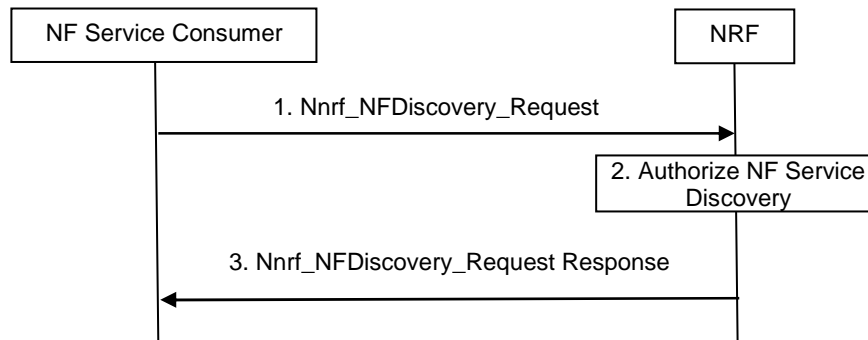 NF Service Consumer
NRF
1. Nnrf_NFDiscovery_Request
2. Authorize NF Service
Discovery
3. Nnrf_NFDiscovery_Request Response